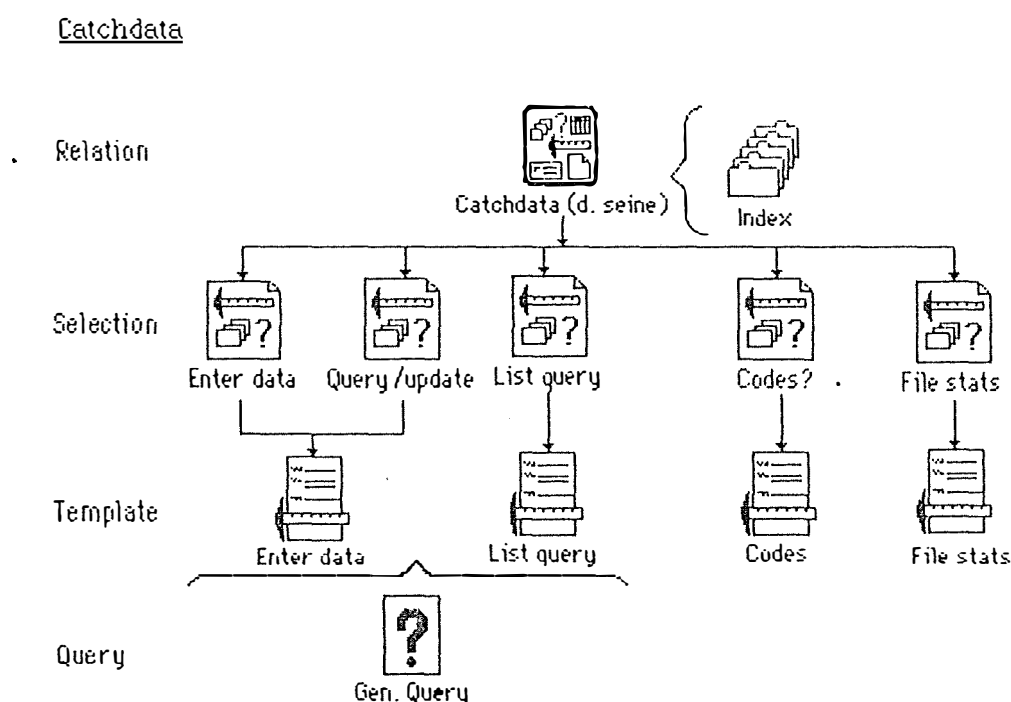 Catchdata
Relation
Catchdata (d. seine)
Index
Selection
Enter data
Query/update
List query
Codes?
File stats
Template
Enter data
List query
Codes
File stats
Query
Gen. Query